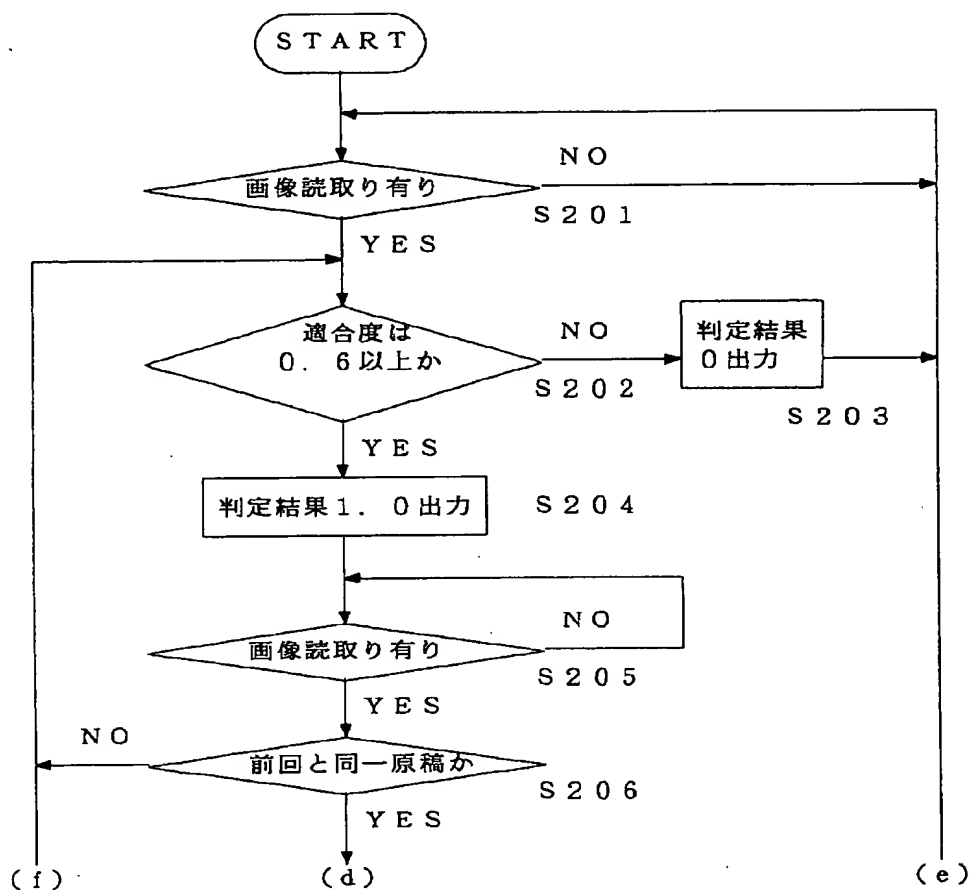 START
NO
画像読取り有り
S201
YES
適合度は
0.6以上か
NO
S202
判定結果
0出力
S203
YES
判定結果1.0出力
S204
NO
画像読取り有り
S205
YES
NO
前回と同一原稿か
S206
YES
(f)
(d)
(e)